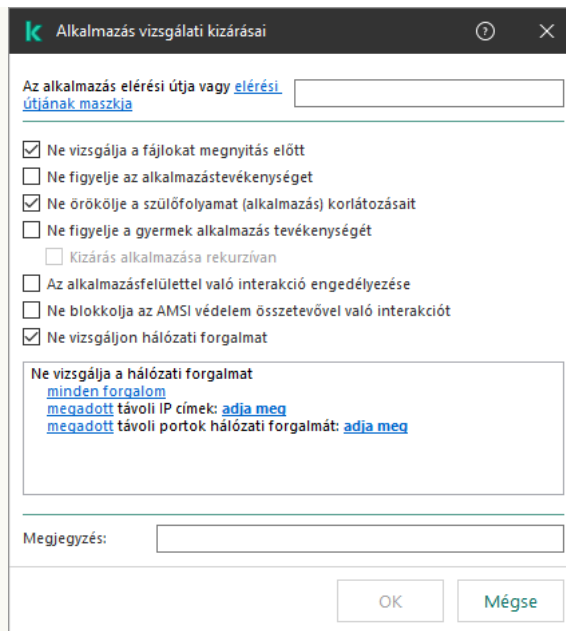 Alkalmazás vizsgálati kizárásai
Az alkalmazás elérési útja vagy elérési
útjának maszkja
Ne vizsgálja a fájlokat megnyitás előtt
Ne figyelje az alkalmazástevékenységet
Ne örökölje a szülőfolyamat (alkalmazás) korlátozásait
Ne figyelje a gyermek alkalmazás tevékenységét
Kizárás alkalmazása rekurzívan
Az alkalmazásfelülettel való interakció engedélyezése
Ne blokkolja az AMSI védelem összetevővel való interakciót
Ne vizsgáljon hálózati forgalmat
Ne vizsgálja a hálózati forgalmat
minden forgalom
megadott távoli IP címek: adja meg
megadott távoli portok hálózati forgalmát: adja meg
Megjegyzés:
OK Mégse